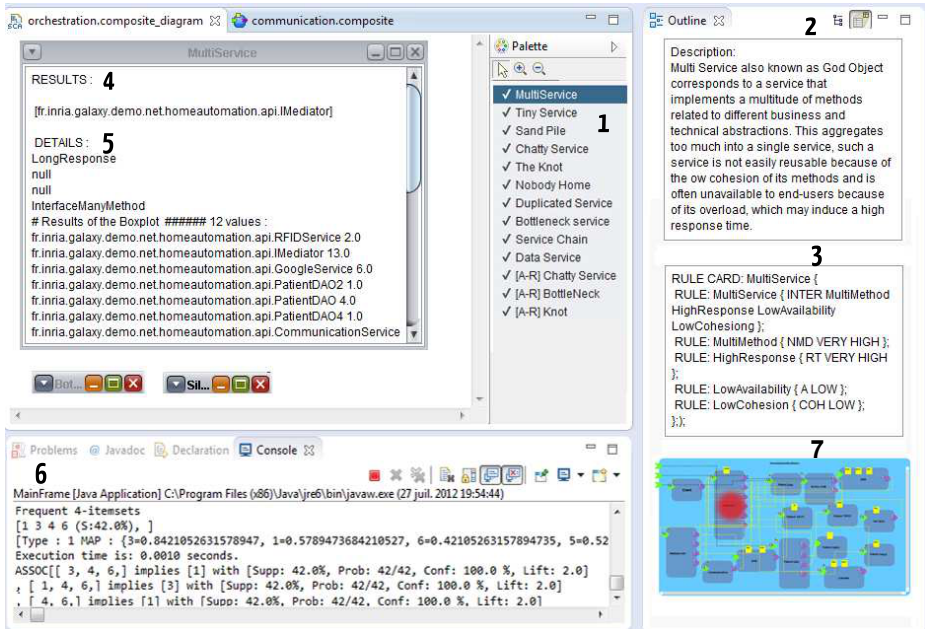 orchestration.composite_diagram
communication.composite
MultiService
RESULTS :
4
[fr.inria.galaxy.demo.net.homeautomation.api.IMediator]
DETAILS :
5
LongResponse
null
null
InterfaceManyMethod
# Results of the Boxplot ###### 12 values :
fr.inria.galaxy.demo.net.homeautomation.api.RFIDService 2.0
fr.inria.galaxy.demo.net.homeautomation.api.IMediator 13.0
fr.inria.galaxy.demo.net.homeautomation.api.GoogleService 6.0
fr.inria.galaxy.demo.net.homeautomation.api.PatientDAO2 1.0
fr.inria.galaxy.demo.net.homeautomation.api.PatientDAO 4.0
fr.inria.galaxy.demo.net.homeautomation.api.PatientDAO4 1.0
fr.inria.galaxy.demo.net.homeautomation.api.CommunicationService
Bot...
Sil...
Palette
MultiService
Tiny Service
1
Sand Pile
Chatty Service
The Knot
Nobody Home
Duplicated Service
Bottleneck service
Service Chain
Data Service
[A-R] Chatty Service
[A-R] BottleNeck
[A-R] Knot
Outline
2
Description:
Multi Service also known as God Object
corresponds to a service that
implements a multitude of methods
related to different business and
technical abstractions. This aggregates
too much into a single service, such a
service is not easily reusable because of
the ow cohesion of its methods and is
often unavailable to end-users because
of its overload, which may induce a high
response time.
3
RULE CARD: MultiService {
RULE: MultiService { INTER MultiMethod
HighResponse LowAvailability
LowCohesiong };
RULE: MultiMethod { NMD VERY HIGH };
RULE: HighResponse { RT VERY HIGH
};
RULE: LowAvailability { A LOW };
RULE: LowCohesion { COH LOW };
};);
7
Problems
@ Javadoc
Declaration
Console
6
MainFrame [Java Application] C:\Program Files (x86)\Java\jre6\bin\javaw.exe (27 juil. 2012 19:54:44)
Frequent 4-itemsets
[1 3 4 6 (S:42.0%), ]
[Type : 1 MAP : {3=0.8421052631578947, 1=0.5789473684210527, 6=0.42105263157894735, 5=0.52
Execution time is: 0.0010 seconds.
ASSOC[[ 3, 4, 6,] implies [1] with [Supp: 42.0%, Prob: 42/42, Conf: 100.0 %, Lift: 2.0]
, [ 1, 4, 6,] implies [3] with [Supp: 42.0%, Prob: 42/42, Conf: 100.0 %, Lift: 2.0]
, [ 4, 6,] implies [1] with [Supp: 42.0%, Prob: 42/42, Conf: 100.0 %, Lift: 2.0]